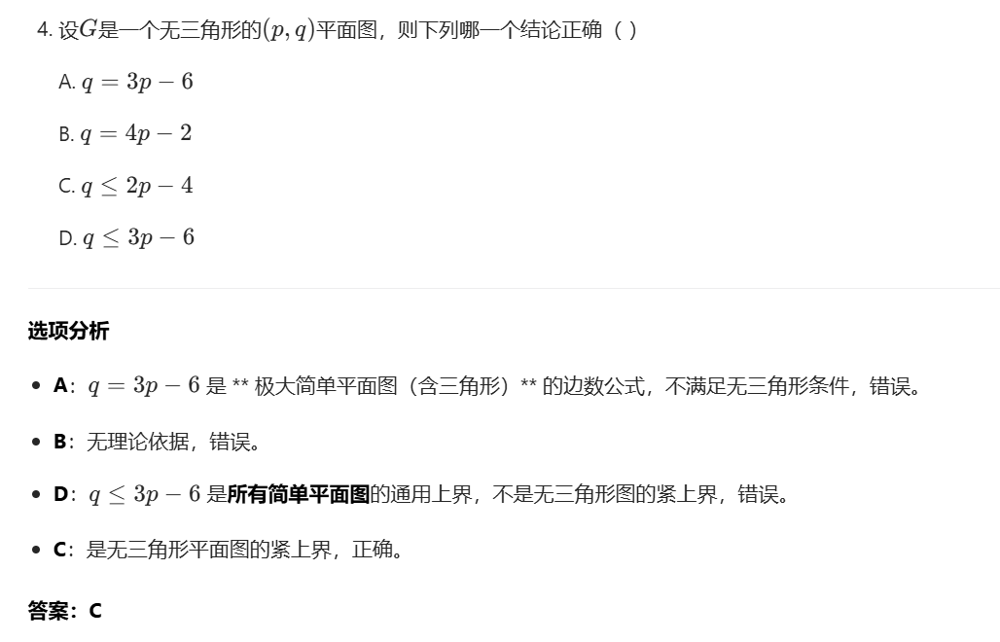 4. 设G是一个无三角形的(p, q)平面图，则下列哪一个结论正确（ ）
A. q = 3p − 6
B. q = 4p − 2
C. q ≤ 2p − 4
D. q ≤ 3p − 6
选项分析
• A：q = 3p − 6 是 ** 极大简单平面图（含三角形）** 的边数公式，不满足无三角形条件，错误。
• B：无理论依据，错误。
• D：q ≤ 3p − 6 是所有简单平面图的通用上界，不是无三角形图的紧上界，错误。
• C：是无三角形平面图的紧上界，正确。
答案：C